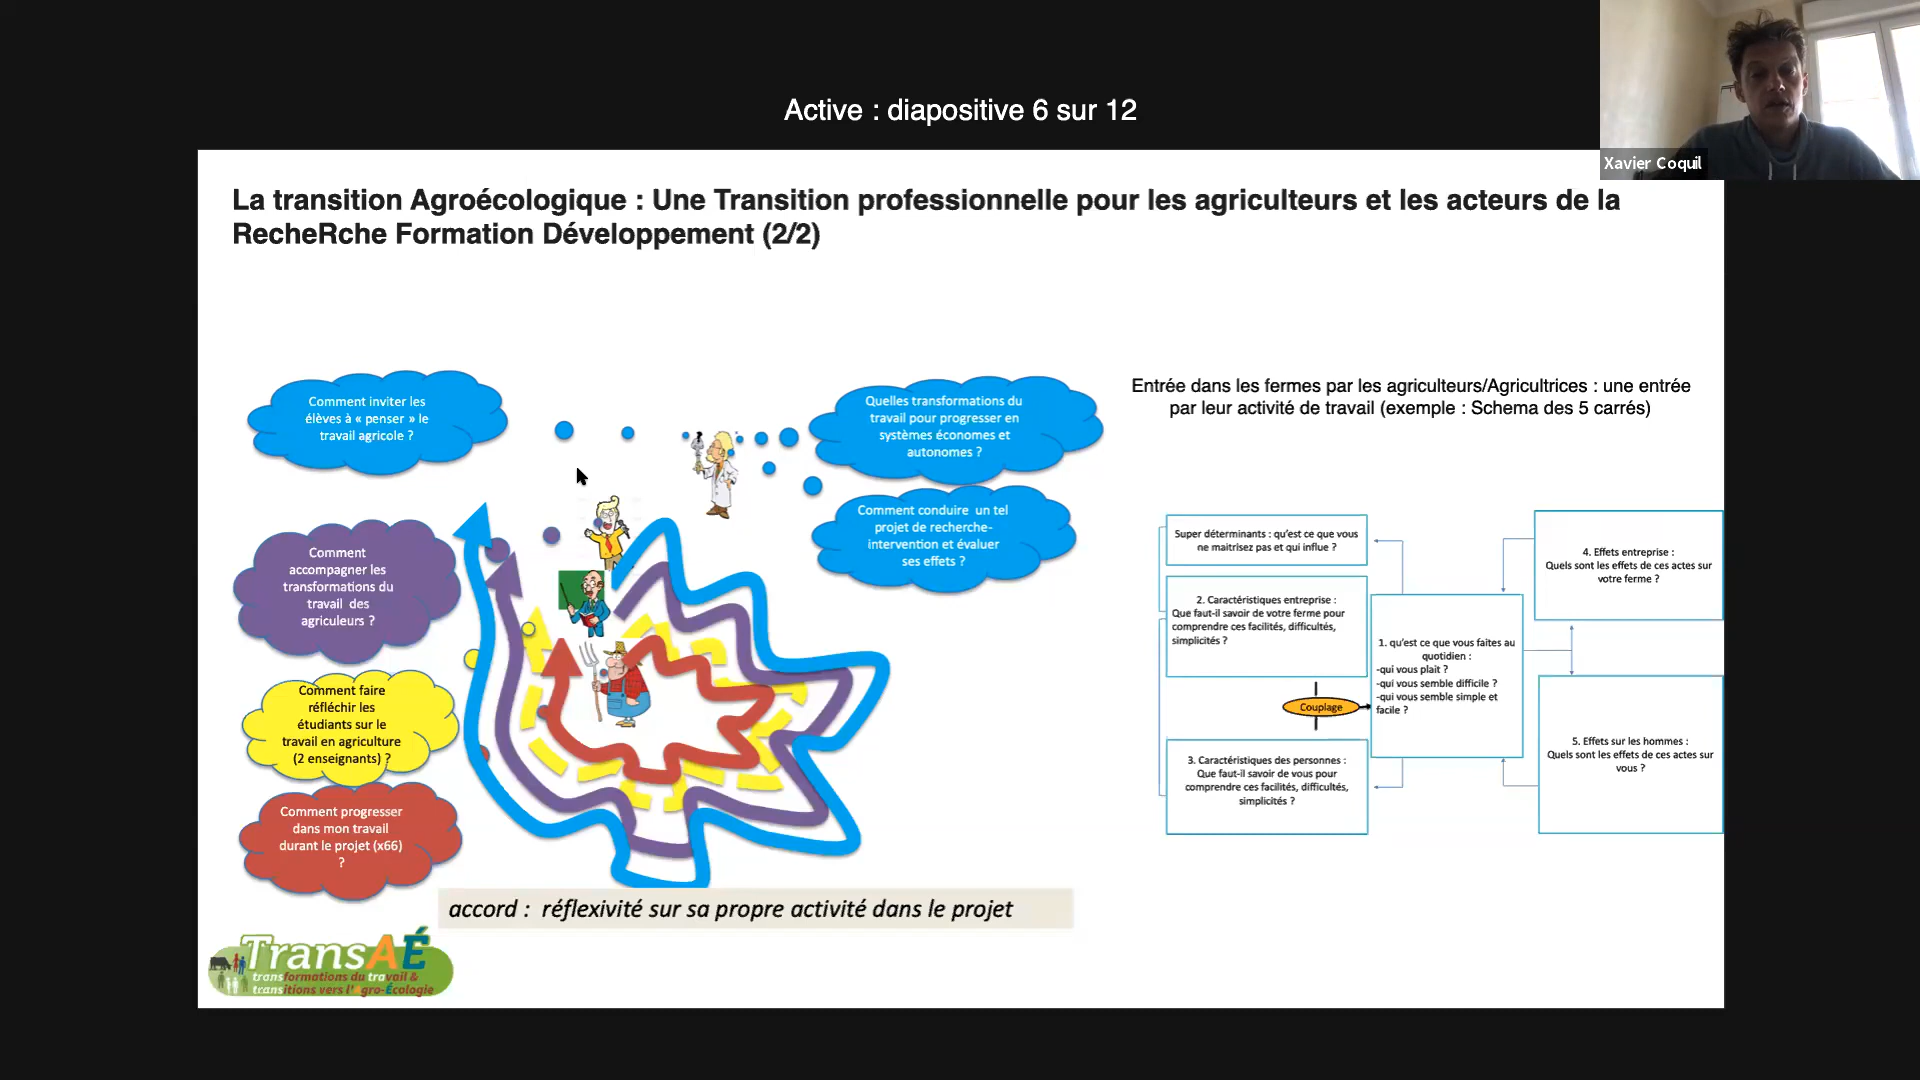 Active : diapositive 6 sur 12
Xavier Coquil
La transition Agroécologique : Une Transition professionnelle pour les agriculteurs et les acteurs de la
RecheRche Formation Développement (2/2)
Comment inviter les
élèves à « penser » le
travail agricole ?
Quelles transformations du
travail pour progresser en
systèmes économes et
autonomes ?
Comment conduire un tel
projet de recherche-
intervention et évaluer
ses effets ?
Comment
accompagner les
transformations du
travail des
agriculeurs ?
Comment faire
réfléchir les
étudiants sur le
travail en agriculture
(2 enseignants) ?
Comment progresser
dans mon travail
durant le projet (x66)
?
accord : réflexivité sur sa propre activité dans le projet
TransAÉ
transformations du travail &
transitions vers l'Agro-Écologie
Entrée dans les fermes par les agriculteurs/Agricultrices : une entrée
par leur activité de travail (exemple : Schema des 5 carrés)
Super déterminants : qu'est ce que vous
ne maitrisez pas et qui influe ?
2. Caractéristiques entreprise :
Que faut-il savoir de votre ferme pour
comprendre ces facilités, difficultés,
simplicités ?
Couplage
3. Caractéristiques des personnes :
Que faut-il savoir de vous pour
comprendre ces facilités, difficultés,
simplicités ?
1. qu'est ce que vous faites au
quotidien :
-qui vous plait ?
-qui vous semble difficile ?
-qui vous semble simple et
facile ?
4. Effets entreprise :
Quels sont les effets de ces actes sur
votre ferme ?
5. Effets sur les hommes :
Quels sont les effets de ces actes sur
vous ?